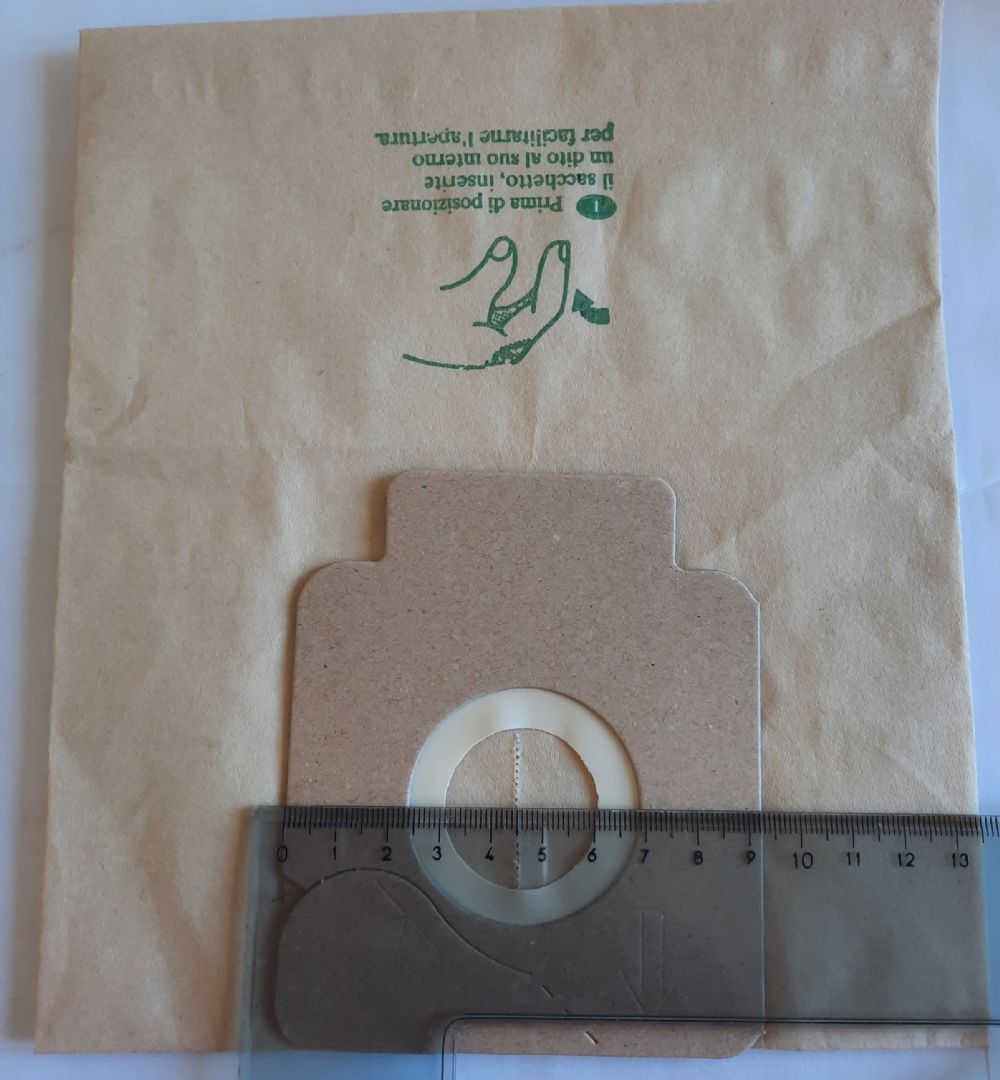 1 Prima di posizionare
il sacchetto, inserite
un dito al suo interno
per facilitarne l'apertura.
0 1 2 3 4 5 6 7 8 9 10 11 12 13